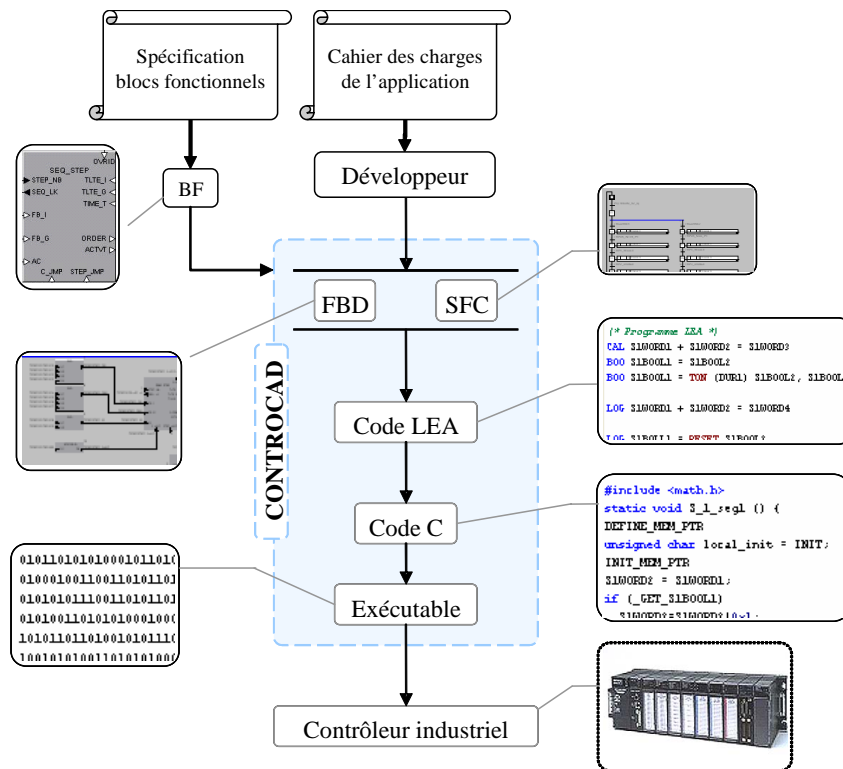 Spécification
blocs fonctionnels
Cahier des charges
de l’application
OVRID
SEQ_STEP
STEP_NB TLTE_I
SEQ_LK TLTE_G
TIME_T
FB_I
FB_G ORDER
ACTVT
AC
C_JMP STEP_JMP
BF
Développeur
FBD
SFC
CONTROCAD
(* Programme LEA *)
CAL S1WORD1 + S1WORD2 = S1WORD3
BOO S1BOOL1 = S1BOOL2
BOO S1BOOL1 = TON (DUR1) S1BOOL2, S1BOOL
LOG S1WORD1 + S1WORD2 = S1WORD4
Code LEA
#include <math.h>
static void S_1_seg1 () {
DEFINE_MEM_PTR
unsigned char local_init = INIT;
INIT_MEM_PTR
S1WORD2 = S1WORD1;
if (_GET_S1BOOL1)
Code C
Exécutable
Contrôleur industriel